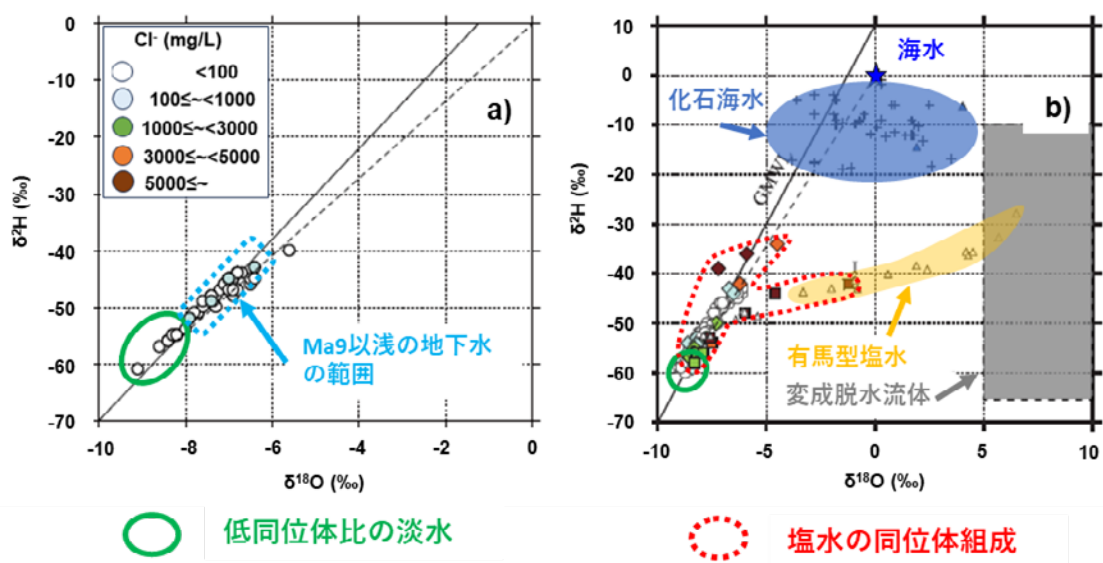 Cl⁻ (mg/L)
<100
100≤~<1000
1000≤~<3000
3000≤~<5000
5000≤~
a)
0
-10
-20
-30
-40
-50
-60
-70
δ²H (‰)
-10 -8 -6 -4 -2 0
δ¹⁸O (‰)
Ma9以浅の地下水
の範囲
b)
10
0
-10
-20
-30
-40
-50
-60
-70
δ²H (‰)
-10 -5 0 5 10
δ¹⁸O (‰)
海水
化石海水
GMWL
有馬型塩水
変成脱水流体
低同位体比の淡水
塩水の同位体組成